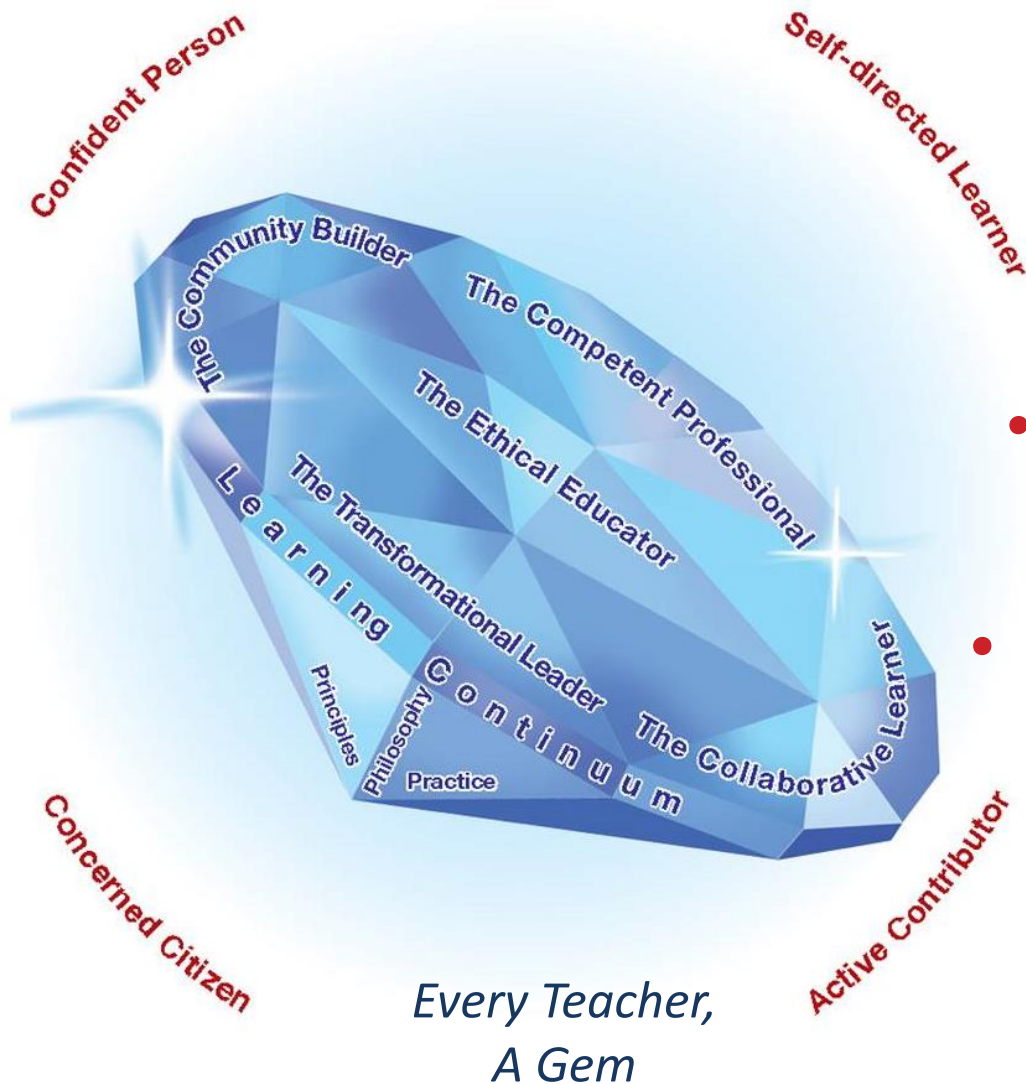 Confident Person
Self-directed Learner
The Community Builder
The Competent Professional
The Ethical Educator
The Transformational Leader
The Collaborative Learner
Learning Continuum
Principles
Philosophy
Practice
Concerned Citizen
Active Contributor
Every Teacher,
A Gem